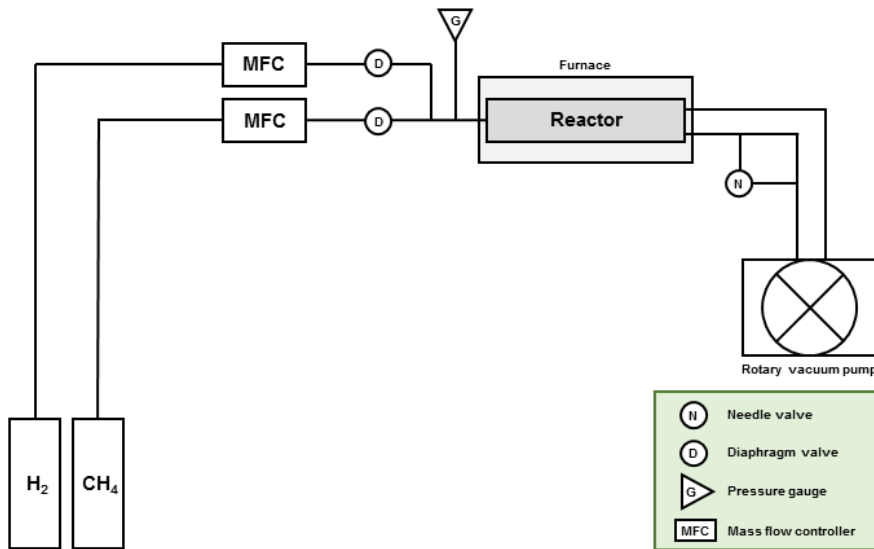 G
MFC
D
Furnace
MFC
D
Reactor
N
Rotary vacuum pump
H₂
CH₄
N Needle valve
D Diaphragm valve
G Pressure gauge
MFC Mass flow controller